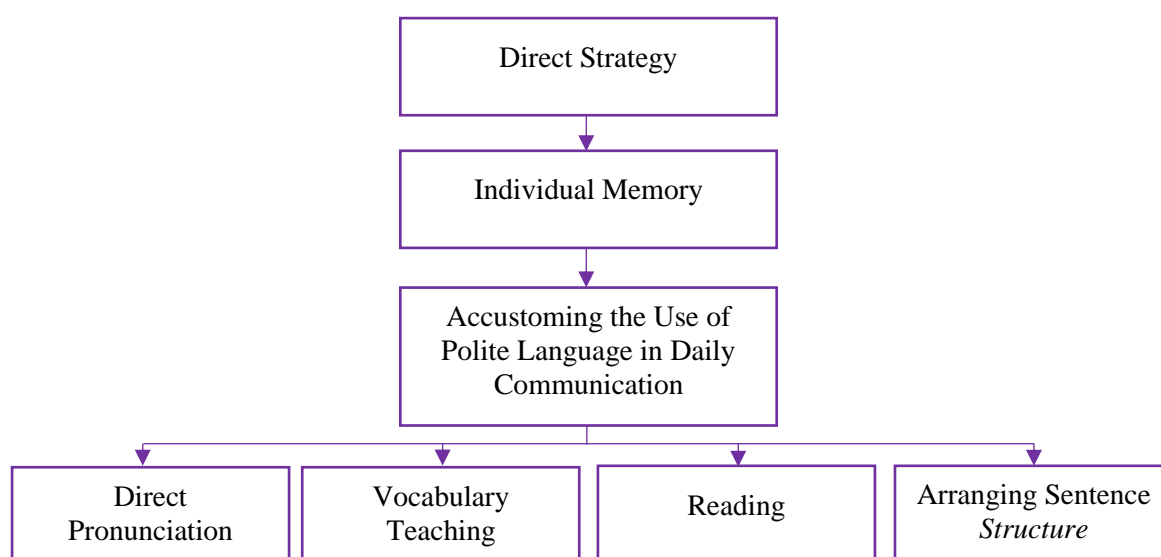 Direct Strategy
Individual Memory
Accustoming the Use of
Polite Language in Daily
Communication
Direct
Pronunciation
Vocabulary
Teaching
Reading
Arranging Sentence
Structure